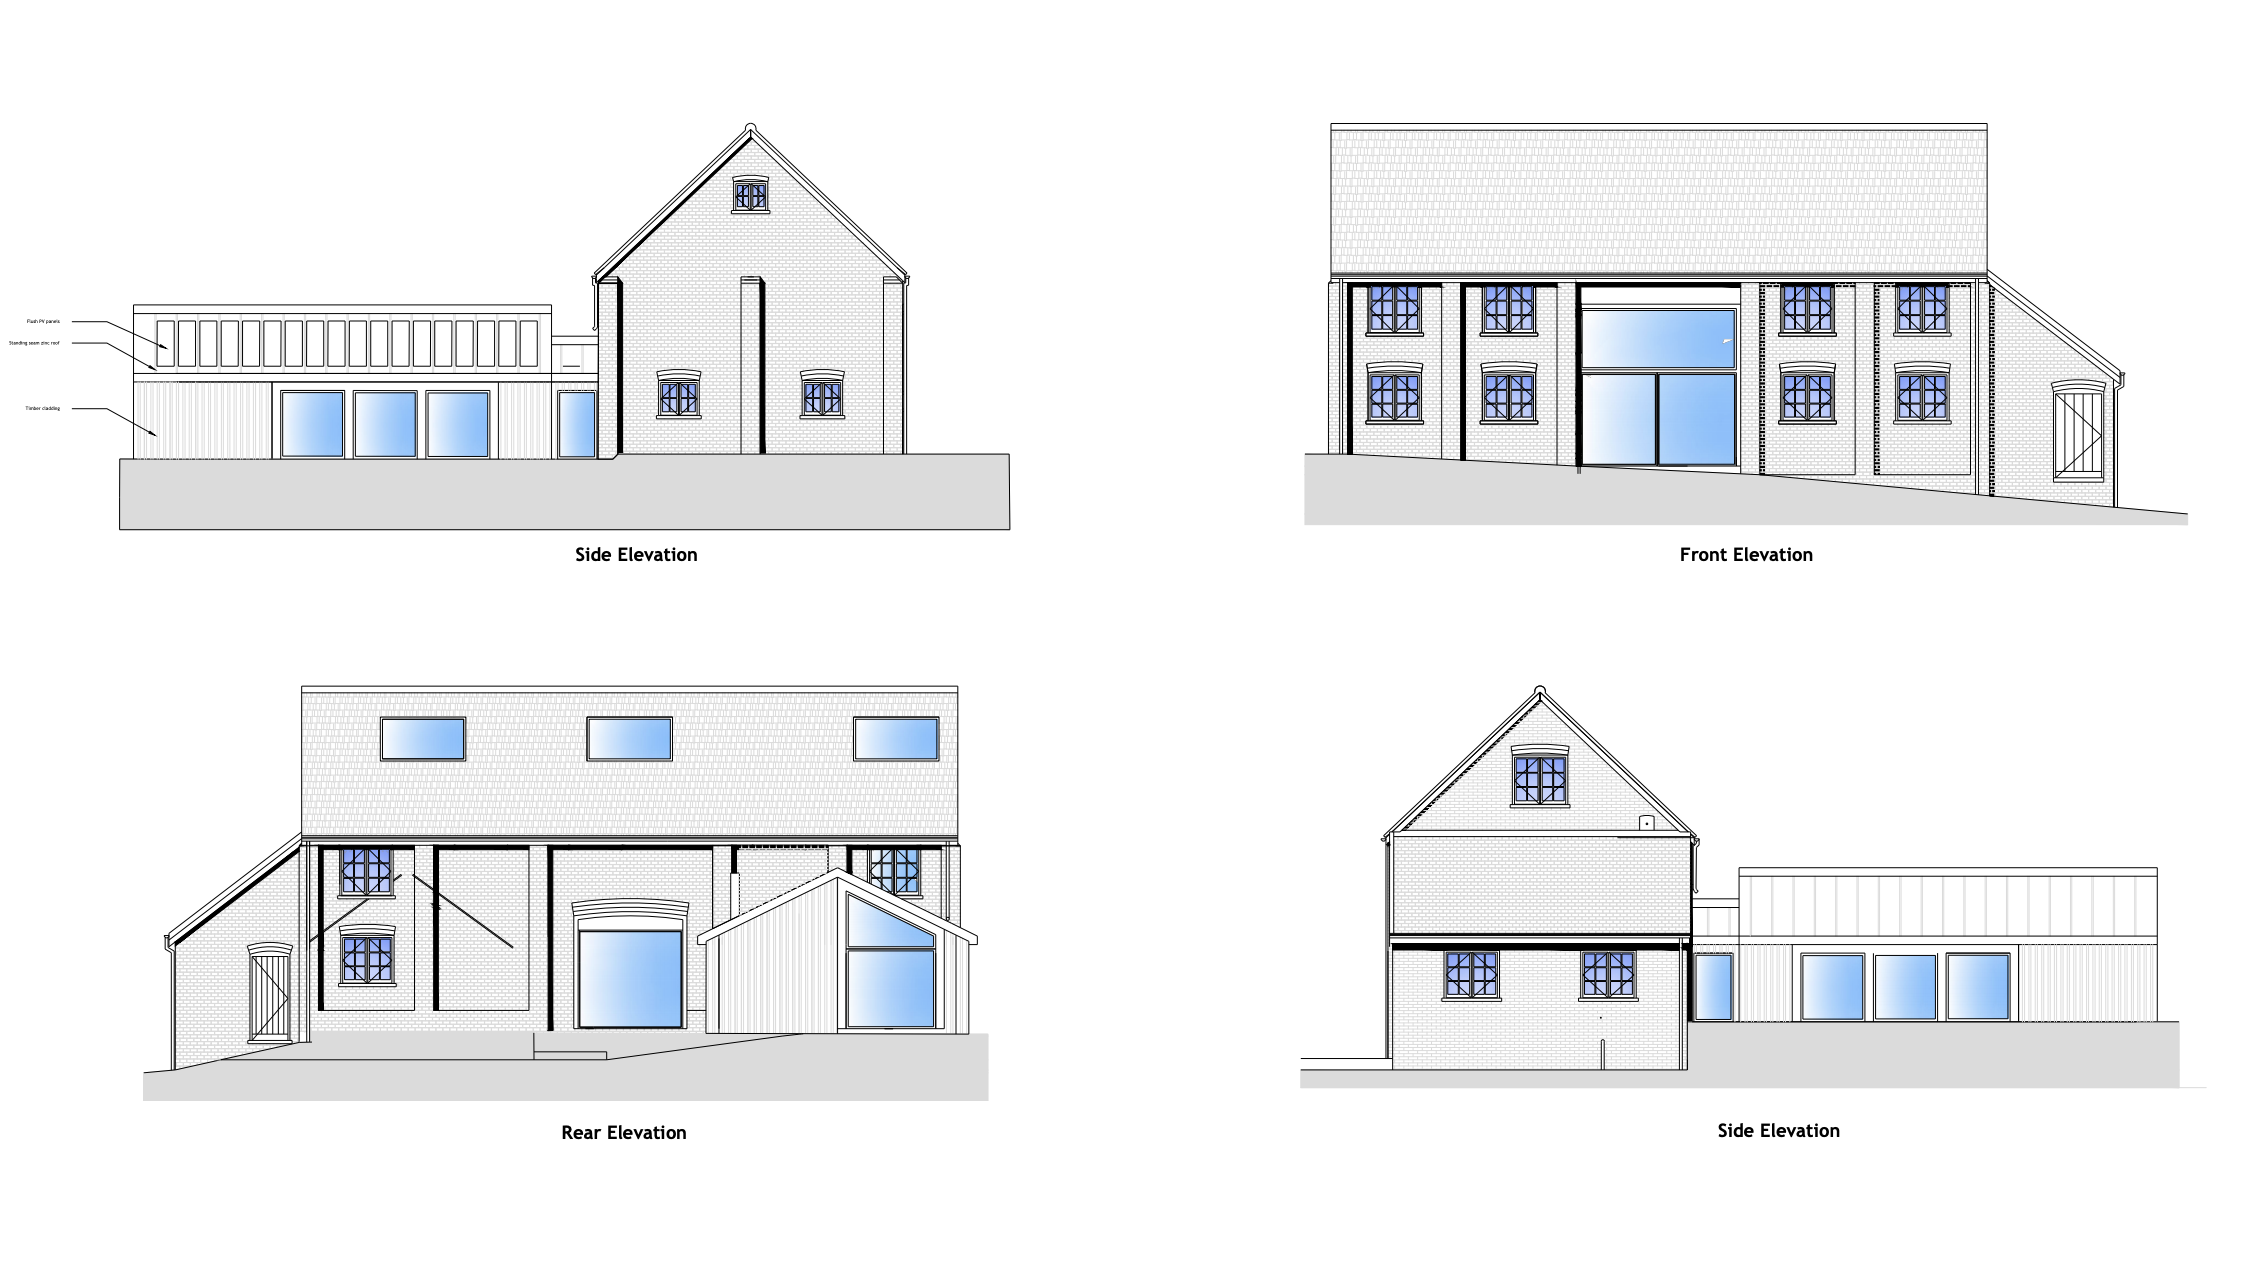 Flush PV panels
Standing seam zinc roof
Timber cladding
Side Elevation
Front Elevation
Rear Elevation
Side Elevation